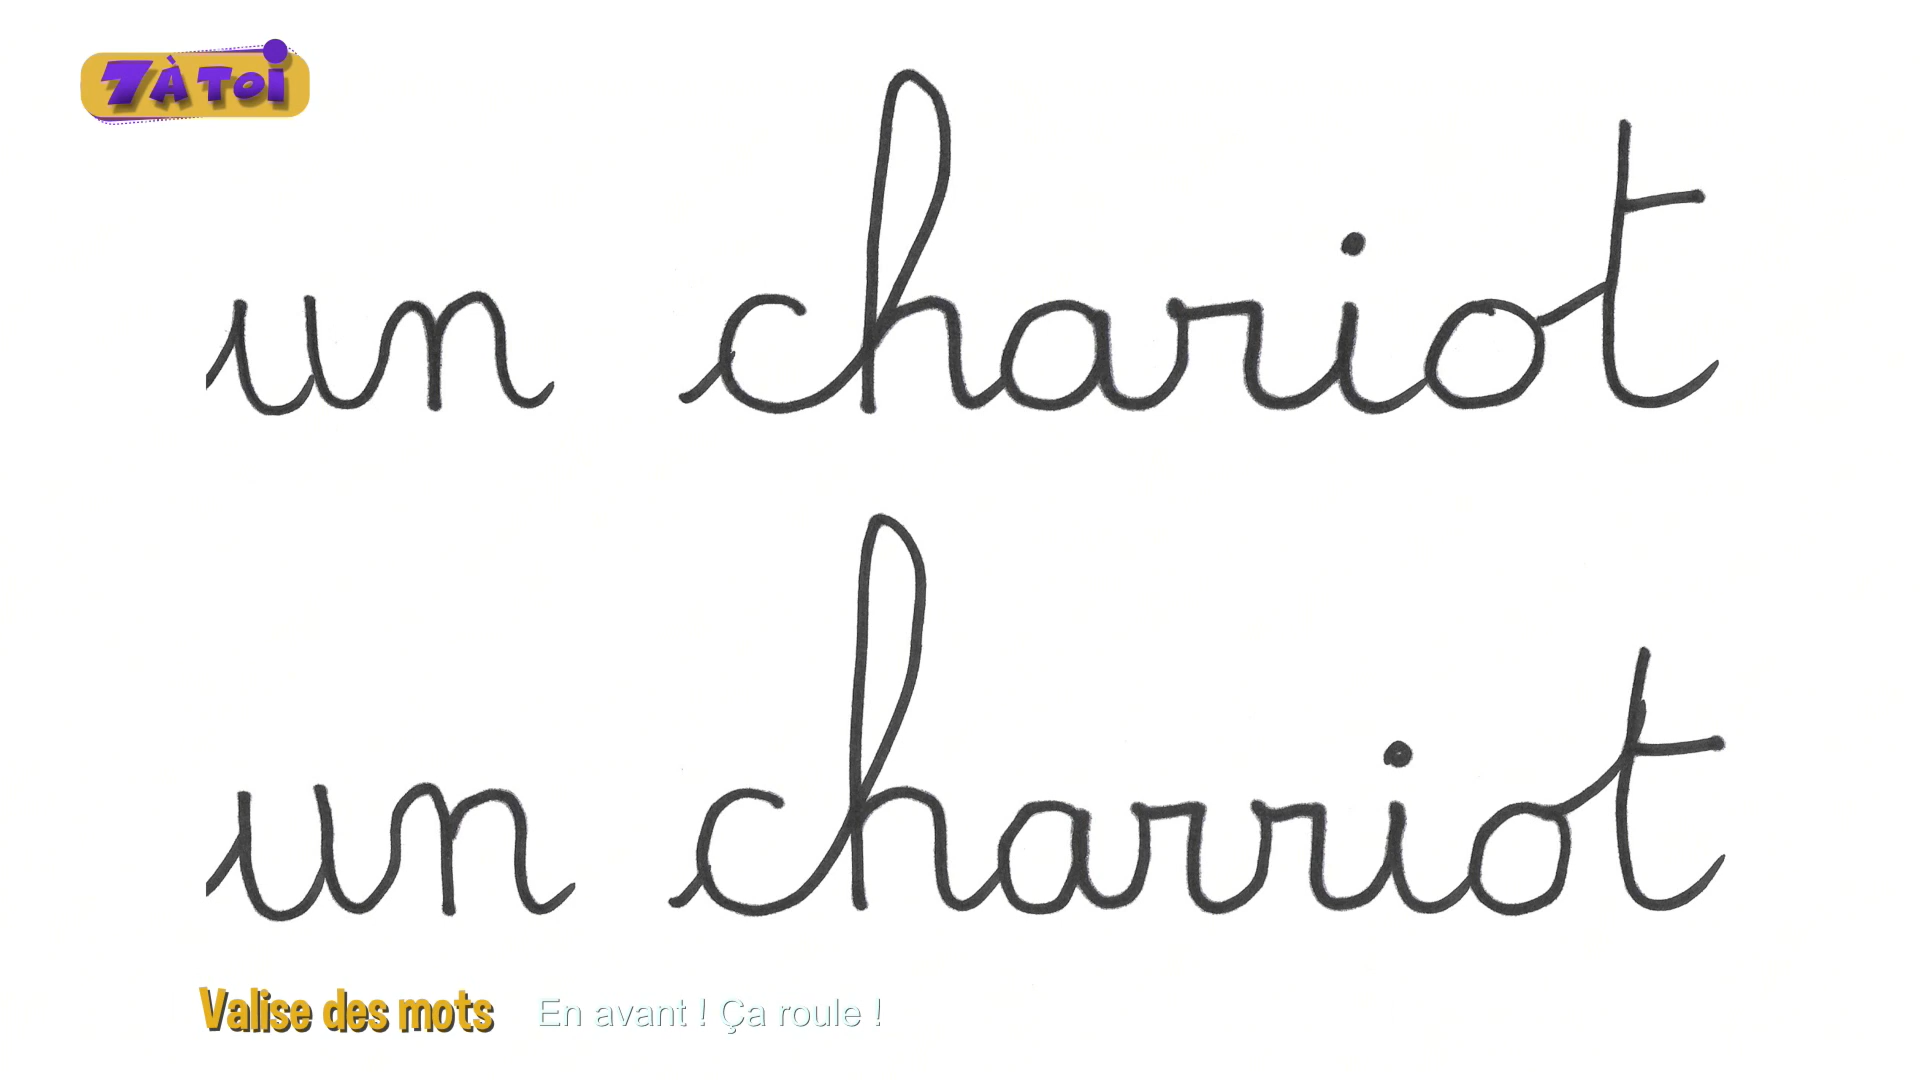 7 À Toi
un chariot
un charriot
Valise des mots En avant ! Ça roule !